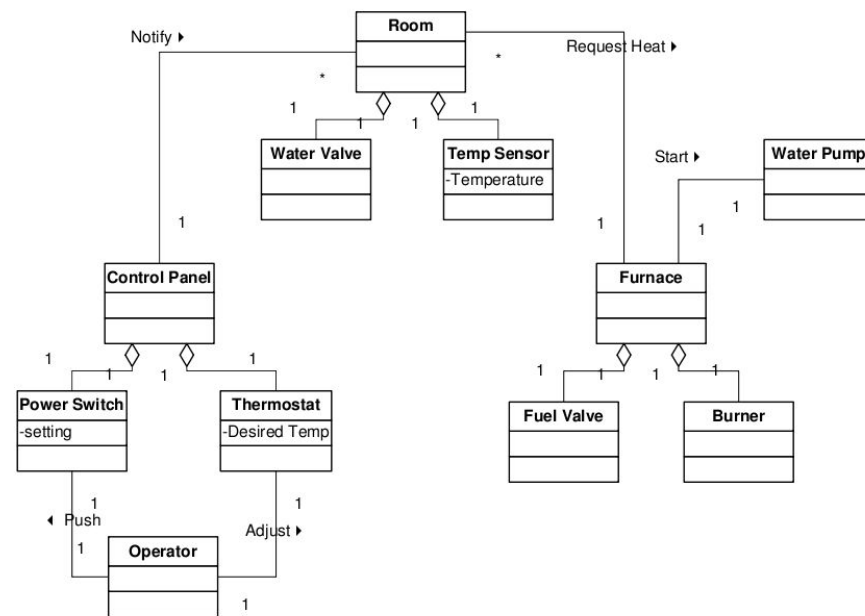 Room
Notify
Request Heat
*
*
1
1
1
1
Water Valve
Temp Sensor
-Temperature
Start
Water Pump
1
1
1
1
Control Panel
Furnace
1
1
1
1
1
1
1
1
Power Switch
-setting
Thermostat
-Desired Temp
Fuel Valve
Burner
1
1
Push
Adjust
1
Operator
1